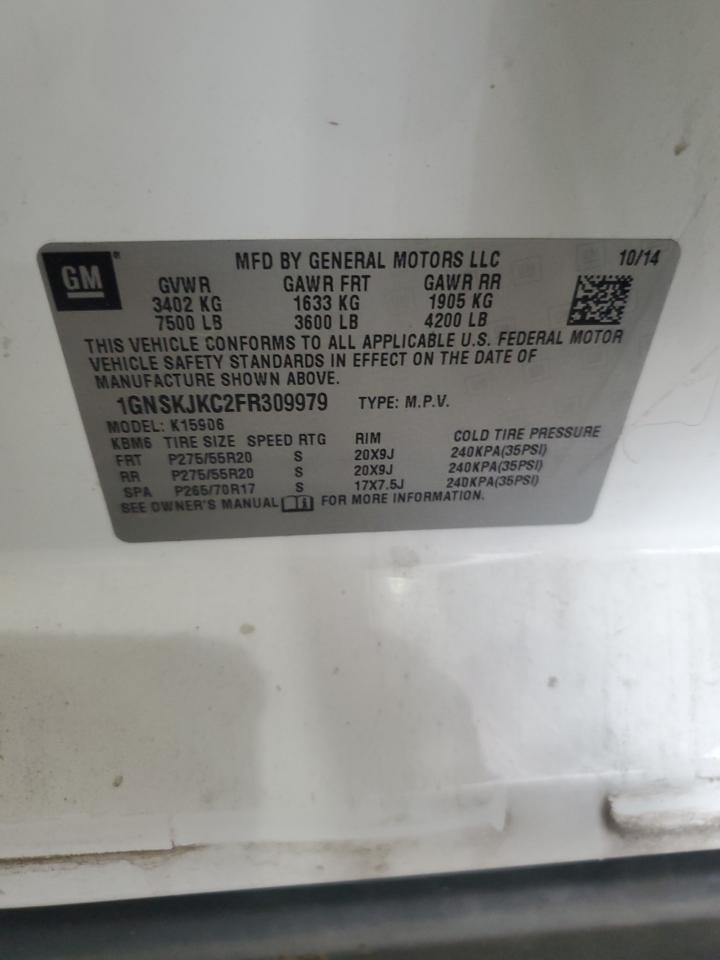 GM
MFD BY GENERAL MOTORS LLC 10/14
GVWR GAWR FRT GAWR RR
3402 KG 1633 KG 1905 KG
7500 LB 3600 LB 4200 LB
THIS VEHICLE CONFORMS TO ALL APPLICABLE U.S. FEDERAL MOTOR
VEHICLE SAFETY STANDARDS IN EFFECT ON THE DATE OF
MANUFACTURE SHOWN ABOVE.
1GNSKJKC2FR309979 TYPE: M.P.V.
MODEL: K15906
KBM6 TIRE SIZE SPEED RTG RIM COLD TIRE PRESSURE
FRT P275/55R20 S 20X9J 240KPA(35PSI)
RR P275/55R20 S 20X9J 240KPA(35PSI)
SPA P265/70R17 S 17X7.5J 240KPA(35PSI)
SEE OWNER'S MANUAL FOR MORE INFORMATION.